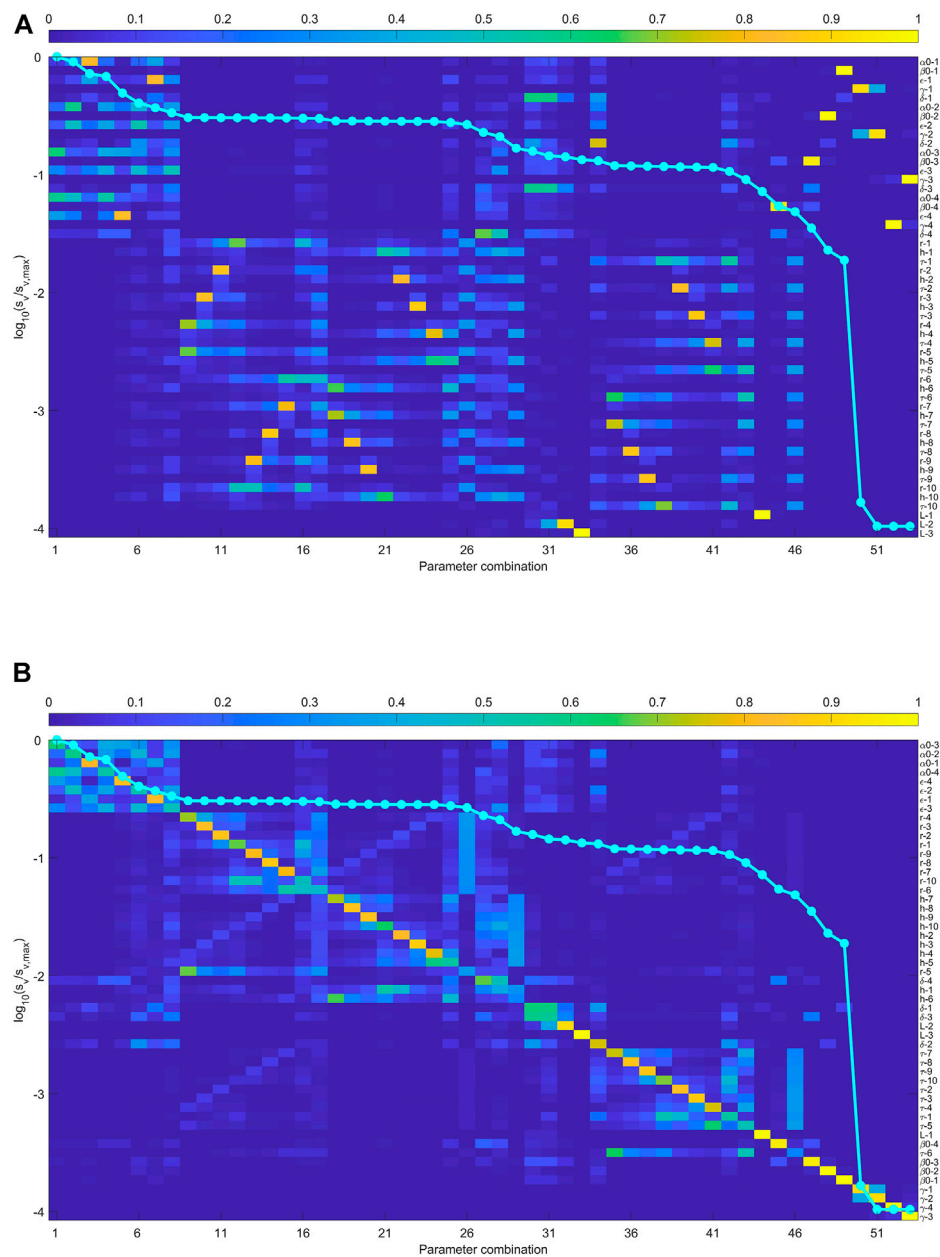 A
0 0.1 0.2 0.3 0.4 0.5 0.6 0.7 0.8 0.9 1
0
-1
-2
-3
-4
log10(sν/sν,max)
α0-1
β0-1
ϵ-1
γ-1
δ-1
α0-2
β0-2
ϵ-2
γ-2
δ-2
α0-3
β0-3
ϵ-3
γ-3
δ-3
α0-4
β0-4
ϵ-4
γ-4
δ-4
r-1
h-1
τ-1
r-2
h-2
τ-2
r-3
h-3
τ-3
r-4
h-4
τ-4
r-5
h-5
τ-5
r-6
h-6
τ-6
r-7
h-7
τ-7
r-8
h-8
τ-8
r-9
h-9
τ-9
r-10
h-10
τ-10
L-1
L-2
L-3
1 6 11 16 21 26 31 36 41 46 51
Parameter combination
B
0 0.1 0.2 0.3 0.4 0.5 0.6 0.7 0.8 0.9 1
0
-1
-2
-3
-4
log10(sν/sν,max)
α0-3
α0-2
α0-1
α0-4
ϵ-4
ϵ-2
ϵ-1
ϵ-3
r-4
r-3
r-2
r-1
r-9
r-8
r-7
r-10
r-6
h-7
h-8
h-9
h-10
h-2
h-3
h-4
h-5
r-5
δ-4
h-1
h-6
δ-1
δ-3
L-2
L-3
δ-2
τ-7
τ-8
τ-9
τ-10
τ-2
τ-3
τ-4
τ-1
τ-5
L-1
β0-4
τ-6
β0-3
β0-2
β0-1
γ-1
γ-2
γ-4
γ-3
1 6 11 16 21 26 31 36 41 46 51
Parameter combination